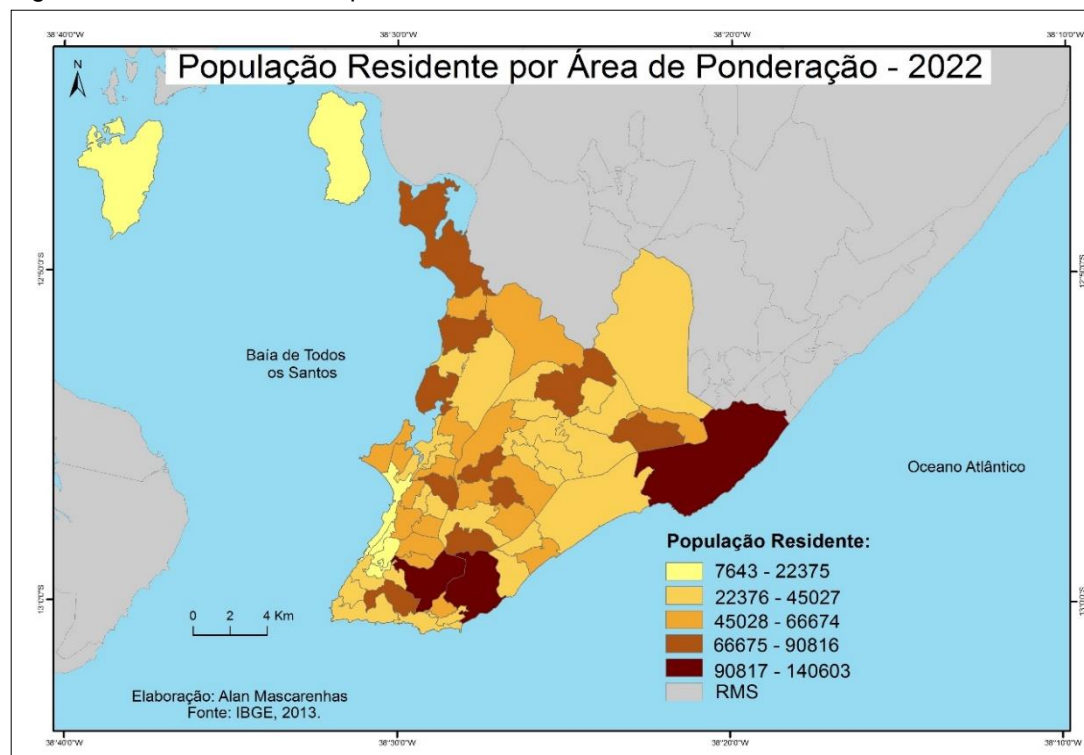 38°40'0"W 38°30'0"W 38°20'0"W 38°10'0"W
N
População Residente por Área de Ponderação - 2022
12°50'0"S 12°50'0"S
Baía de Todos
os Santos
Oceano Atlântico
População Residente:
7643 - 22375
22376 - 45027
45028 - 66674
66675 - 90816
90817 - 140603
RMS
13°0'0"S 13°0'0"S
0 2 4 Km
Elaboração: Alan Mascarenhas
Fonte: IBGE, 2013.
38°40'0"W 38°30'0"W 38°20'0"W 38°10'0"W